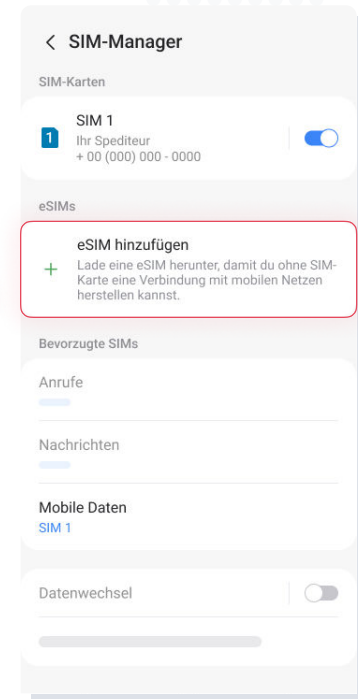 SIM-Manager
SIM-Karten
SIM 1
1
Ihr Spediteur
+ 00 (000) 000 - 0000
eSIMs
eSIM hinzufügen
Lade eine eSIM herunter, damit du ohne SIM-
Karte eine Verbindung mit mobilen Netzen
herstellen kannst.
Bevorzugte SIMs
Anrufe
Nachrichten
Mobile Daten
SIM 1
Datenwechsel